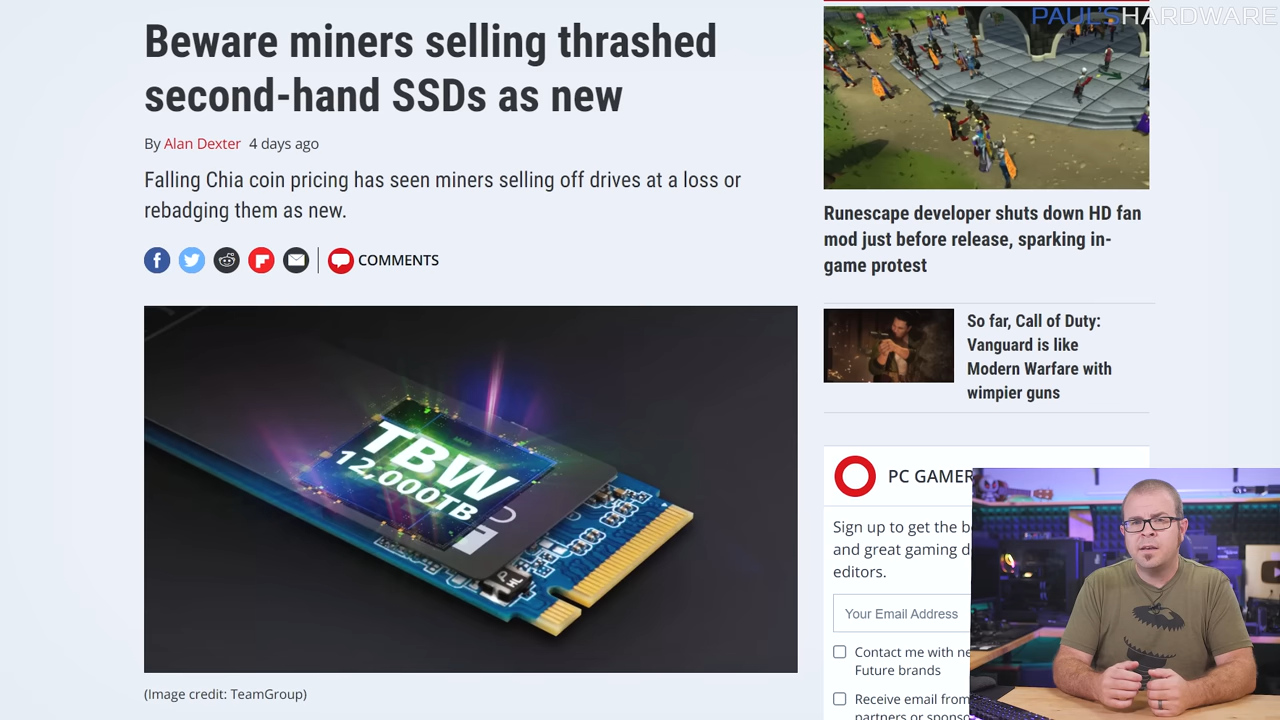 PAUL'SHARDWARE
Beware miners selling thrashed
second-hand SSDs as new
By Alan Dexter 4 days ago
Falling Chia coin pricing has seen miners selling off drives at a loss or
rebadging them as new.
COMMENTS
TBW
12,000TB
(Image credit: TeamGroup)
Runescape developer shuts down HD fan
mod just before release, sparking in-
game protest
So far, Call of Duty:
Vanguard is like
Modern Warfare with
wimpier guns
PC GAMER
Sign up to get the
and great gaming
editors.
Your Email Address
Contact me with
Future brands
Receive email from
partners or